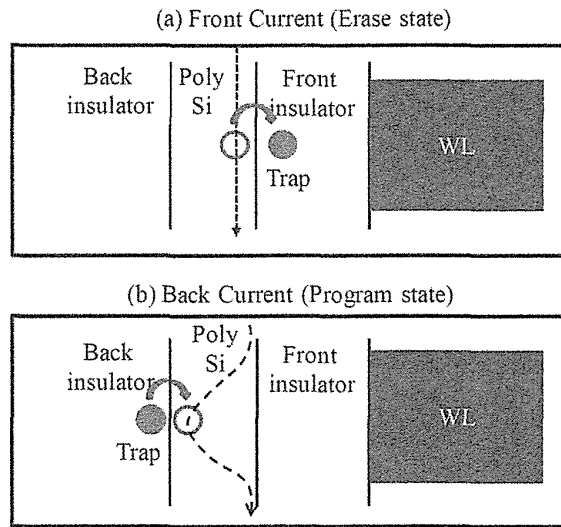 (a) Front Current (Erase state)
Back
insulator
Poly
Si
Front
insulator
WL
Trap
(b) Back Current (Program state)
Back
insulator
Poly
Si
Front
insulator
WL
Trap